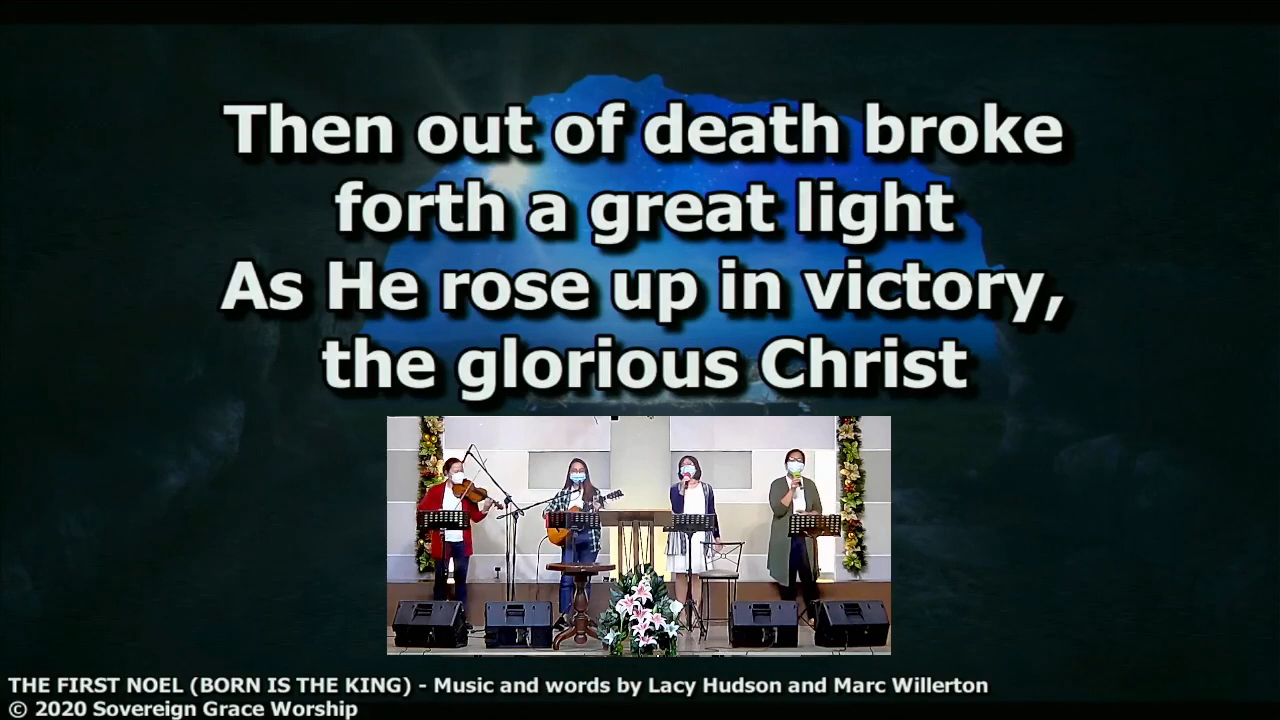 Then out of death broke
forth a great light
As He rose up in victory,
the glorious Christ
THE FIRST NOEL (BORN IS THE KING) - Music and words by Lacy Hudson and Marc Willerton
© 2020 Sovereign Grace Worship